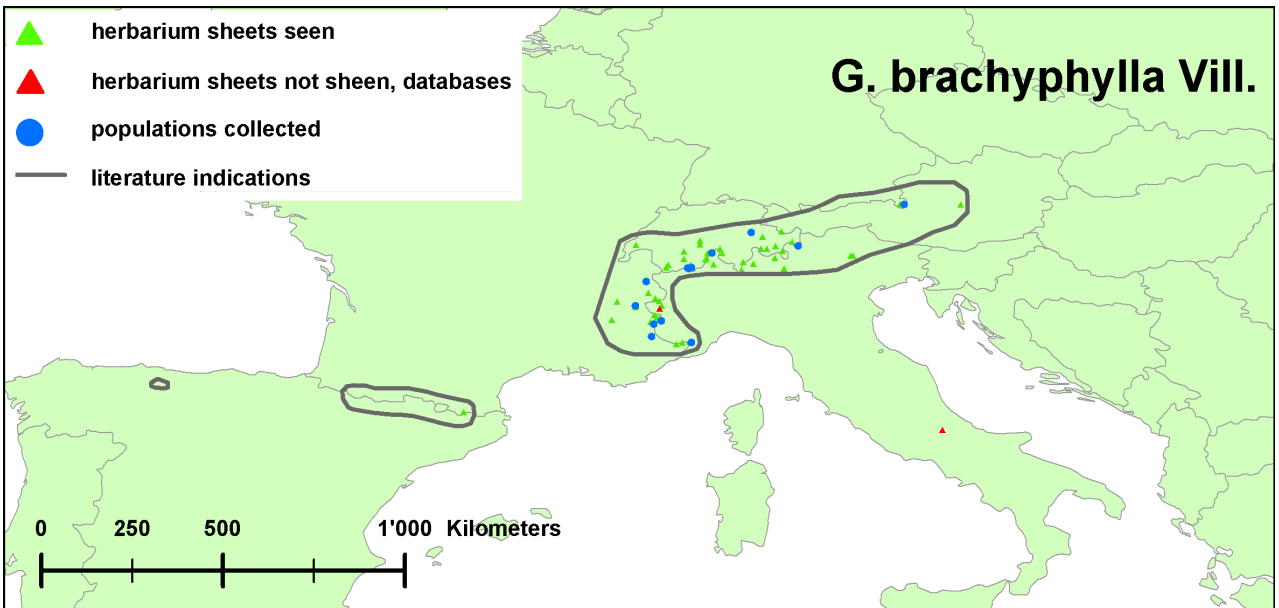 herbarium sheets seen
G. brachyphylla Vill.
herbarium sheets not sheen, databases
populations collected
literature indications
0 250 500 1'000 Kilometers